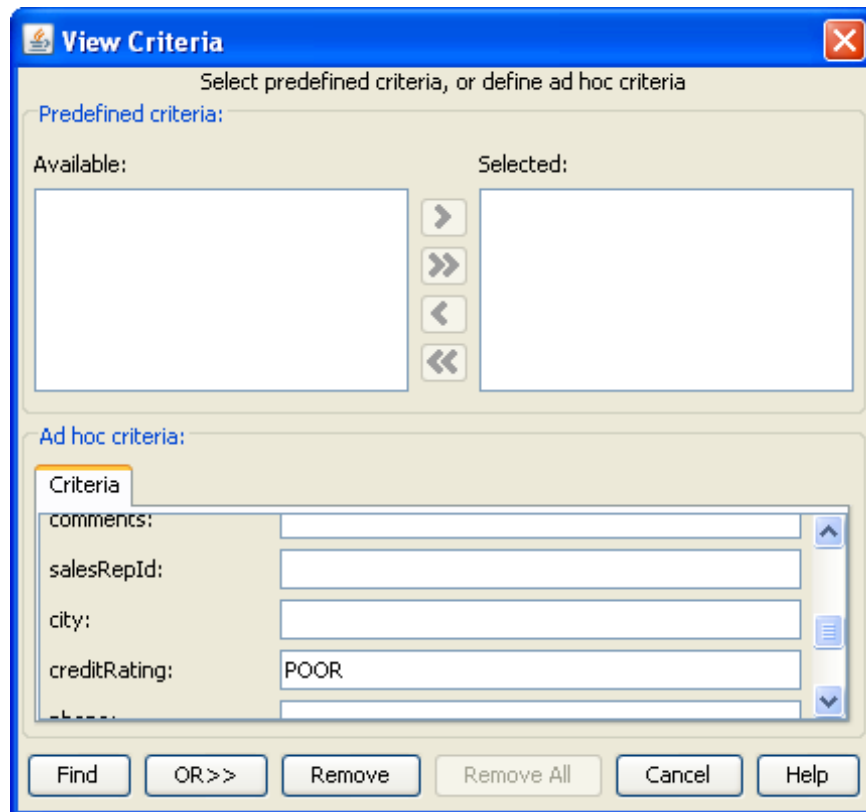 View Criteria
Select predefined criteria, or define ad hoc criteria
Predefined criteria:
Available: Selected:
Ad hoc criteria:
Criteria
comments:
salesRepId:
city:
creditRating: POOR
Find OR>> Remove Remove All Cancel Help